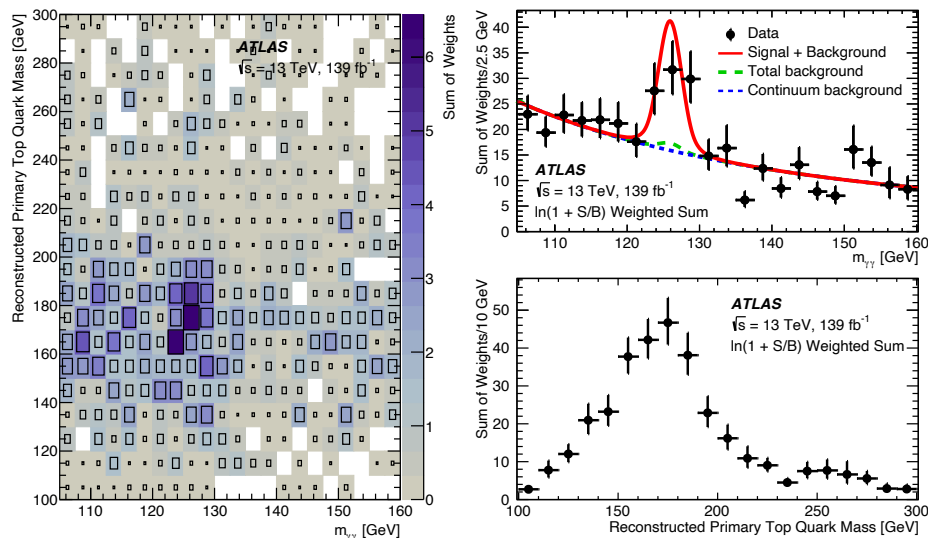 Reconstructed Primary Top Quark Mass [GeV]
300
280
260
240
220
200
180
160
140
120
100
110 120 130 140 150 160
m_γγ [GeV]
ATLAS
√s = 13 TeV, 139 fb⁻¹
Sum of Weights
6
5
4
3
2
1
0
Sum of Weights/2.5 GeV
45
40
35
30
25
20
15
10
5
0
110 120 130 140 150 160
m_γγ [GeV]
Data
Signal + Background
Total background
Continuum background
ATLAS
√s = 13 TeV, 139 fb⁻¹
ln(1 + S/B) Weighted Sum
Sum of Weights/10 GeV
50
40
30
20
10
0
100 150 200 250 300
Reconstructed Primary Top Quark Mass [GeV]
ATLAS
√s = 13 TeV, 139 fb⁻¹
ln(1 + S/B) Weighted Sum